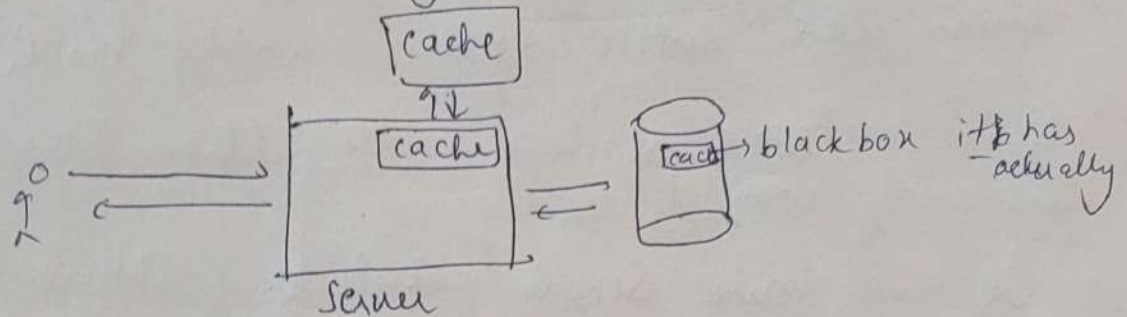 cache
cache
cach → black box it has
actually
Server